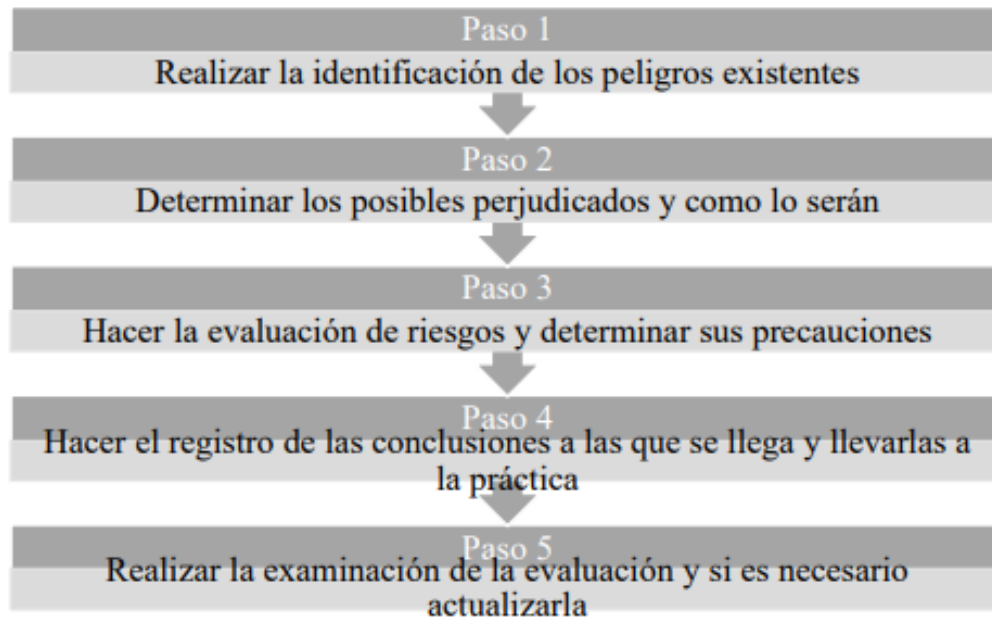 Paso 1
Realizar la identificación de los peligros existentes
Paso 2
Determinar los posibles perjudicados y como lo serán
Paso 3
Hacer la evaluación de riesgos y determinar sus precauciones
Paso 4
Hacer el registro de las conclusiones a las que se llega y llevarlas a
la práctica
Paso 5
Realizar la examinación de la evaluación y si es necesario
actualizarla